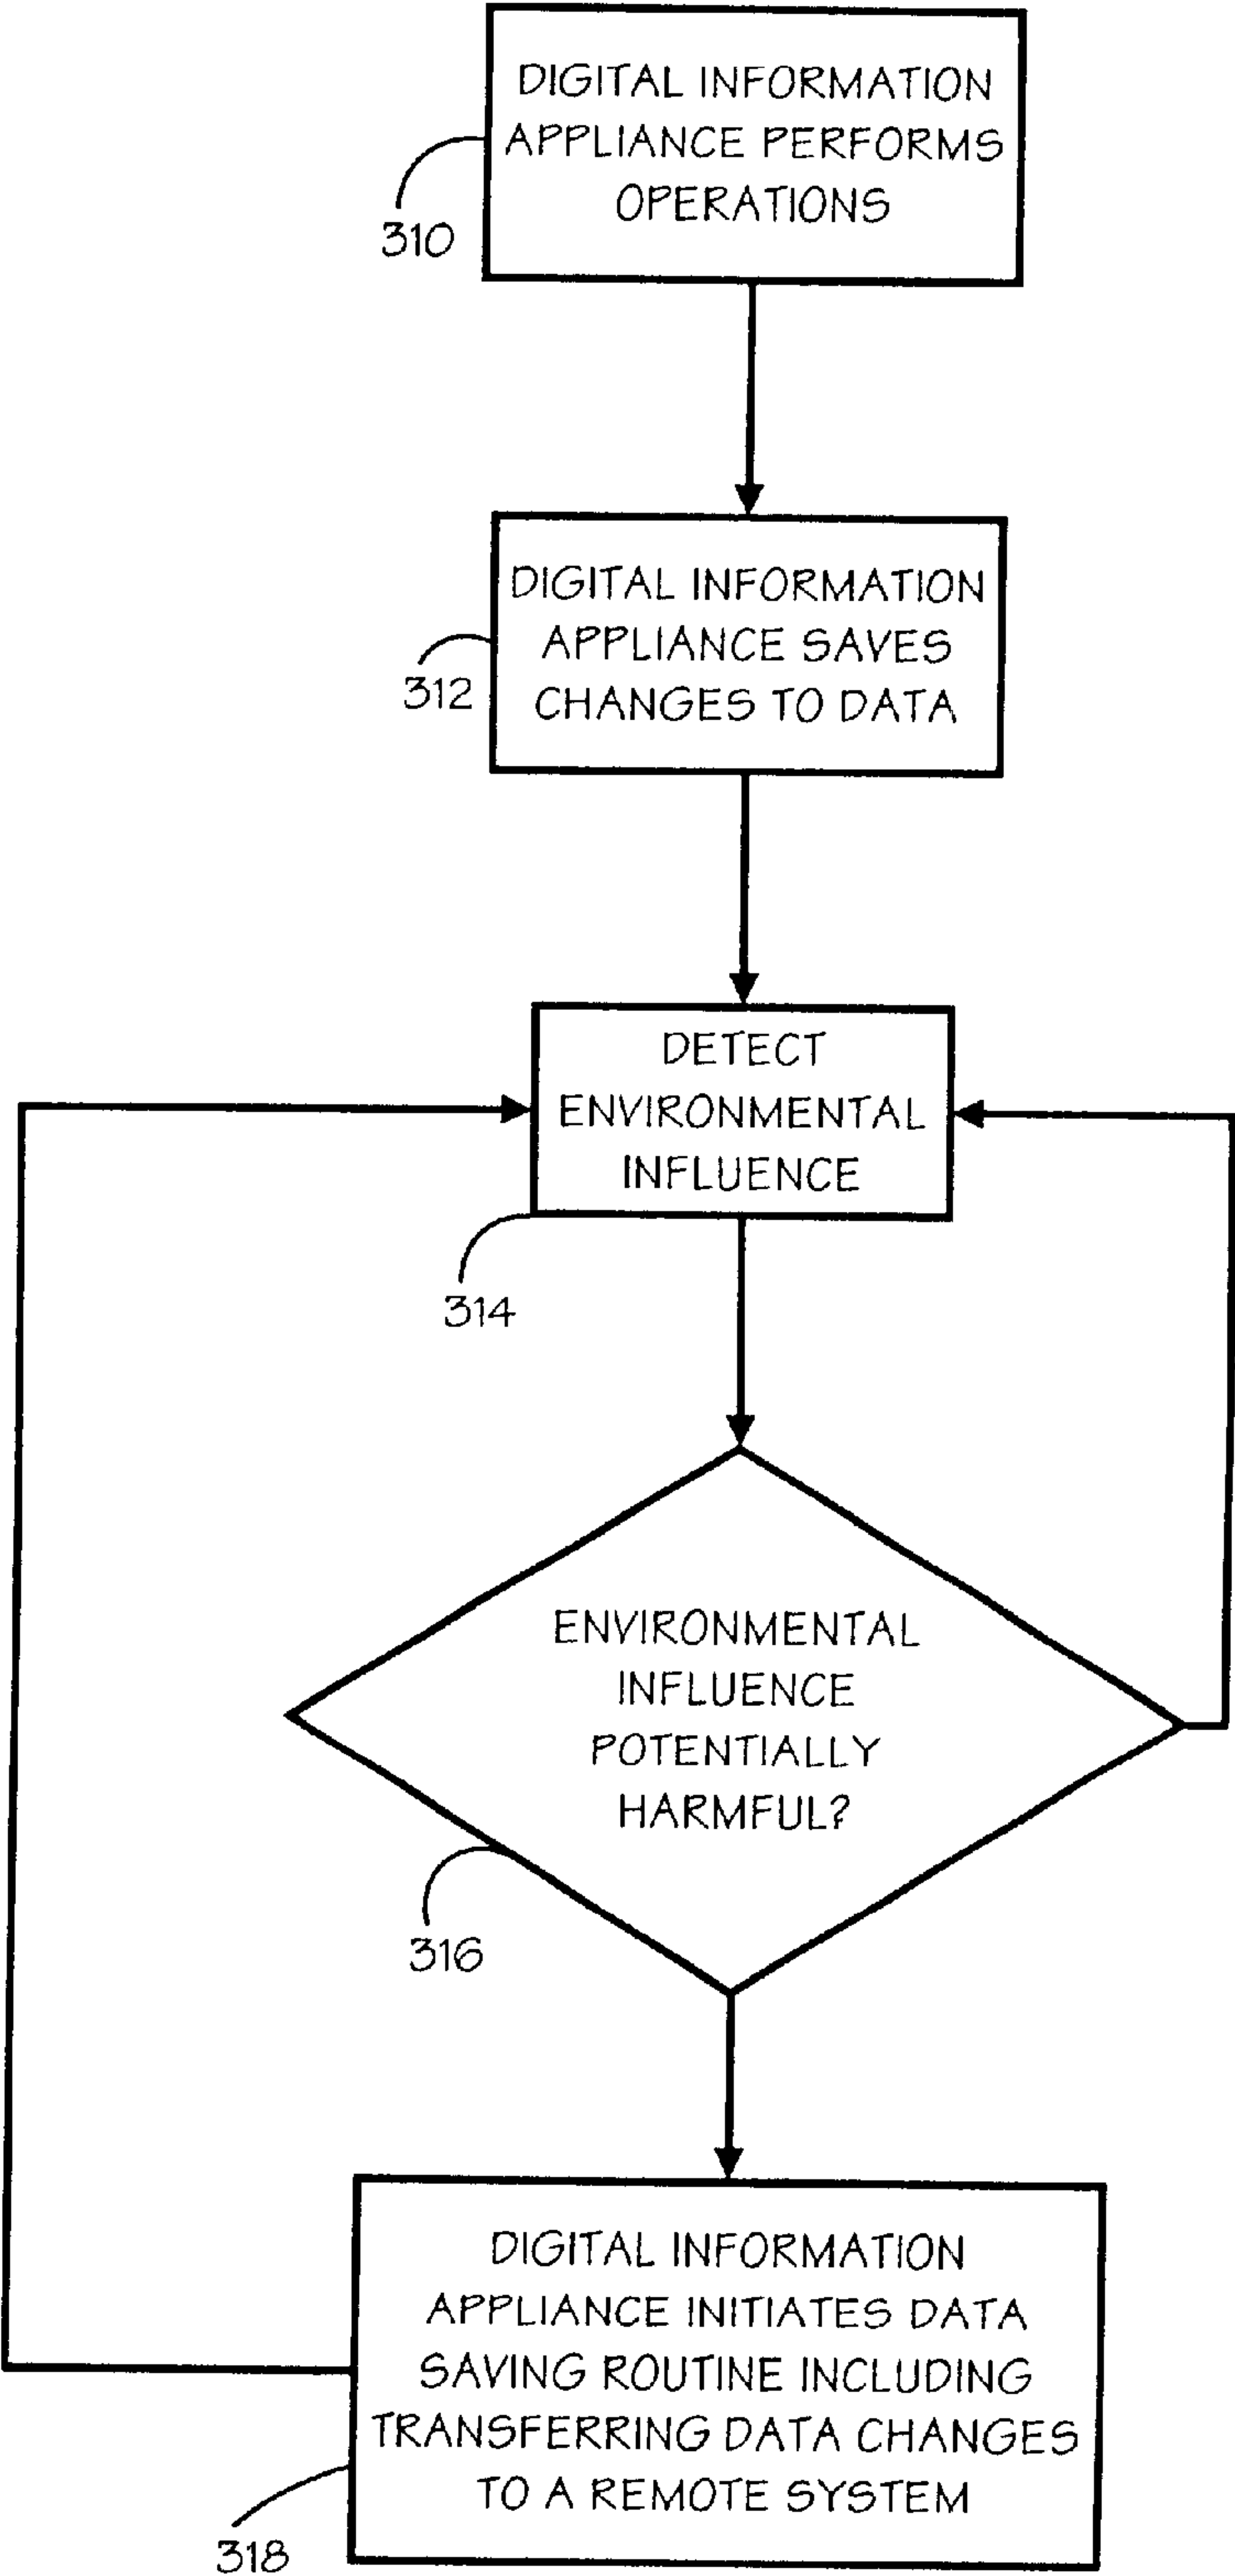 DIGITAL INFORMATION
APPLIANCE PERFORMS
OPERATIONS
310
DIGITAL INFORMATION
APPLIANCE SAVES
CHANGES TO DATA
312
DETECT
ENVIRONMENTAL
INFLUENCE
314
ENVIRONMENTAL
INFLUENCE
POTENTIALLY
HARMFUL?
316
DIGITAL INFORMATION
APPLIANCE INITIATES DATA
SAVING ROUTINE INCLUDING
TRANSFERRING DATA CHANGES
TO A REMOTE SYSTEM
318